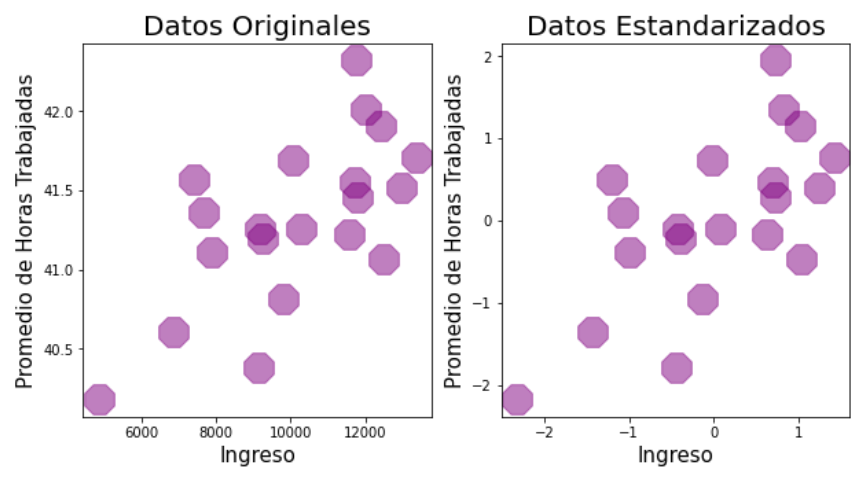 Datos Originales
Promedio de Horas Trabajadas
42.0
41.5
41.0
40.5
6000 8000 10000 12000
Ingreso
Datos Estandarizados
Promedio de Horas Trabajadas
2
1
0
−1
−2
−2 −1 0 1
Ingreso